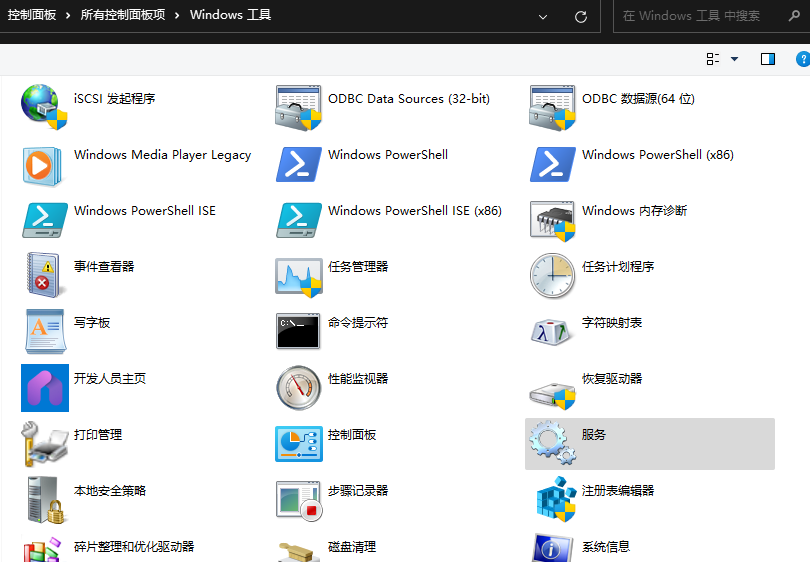 控制面板 › 所有控制面板项 › Windows 工具
在 Windows 工具 中搜索
iSCSI 发起程序
ODBC Data Sources (32-bit)
ODBC 数据源(64 位)
Windows Media Player Legacy
Windows PowerShell
Windows PowerShell (x86)
Windows PowerShell ISE
Windows PowerShell ISE (x86)
Windows 内存诊断
事件查看器
任务管理器
任务计划程序
写字板
命令提示符
字符映射表
开发人员主页
性能监视器
恢复驱动器
打印管理
控制面板
服务
本地安全策略
步骤记录器
注册表编辑器
碎片整理和优化驱动器
磁盘清理
系统信息